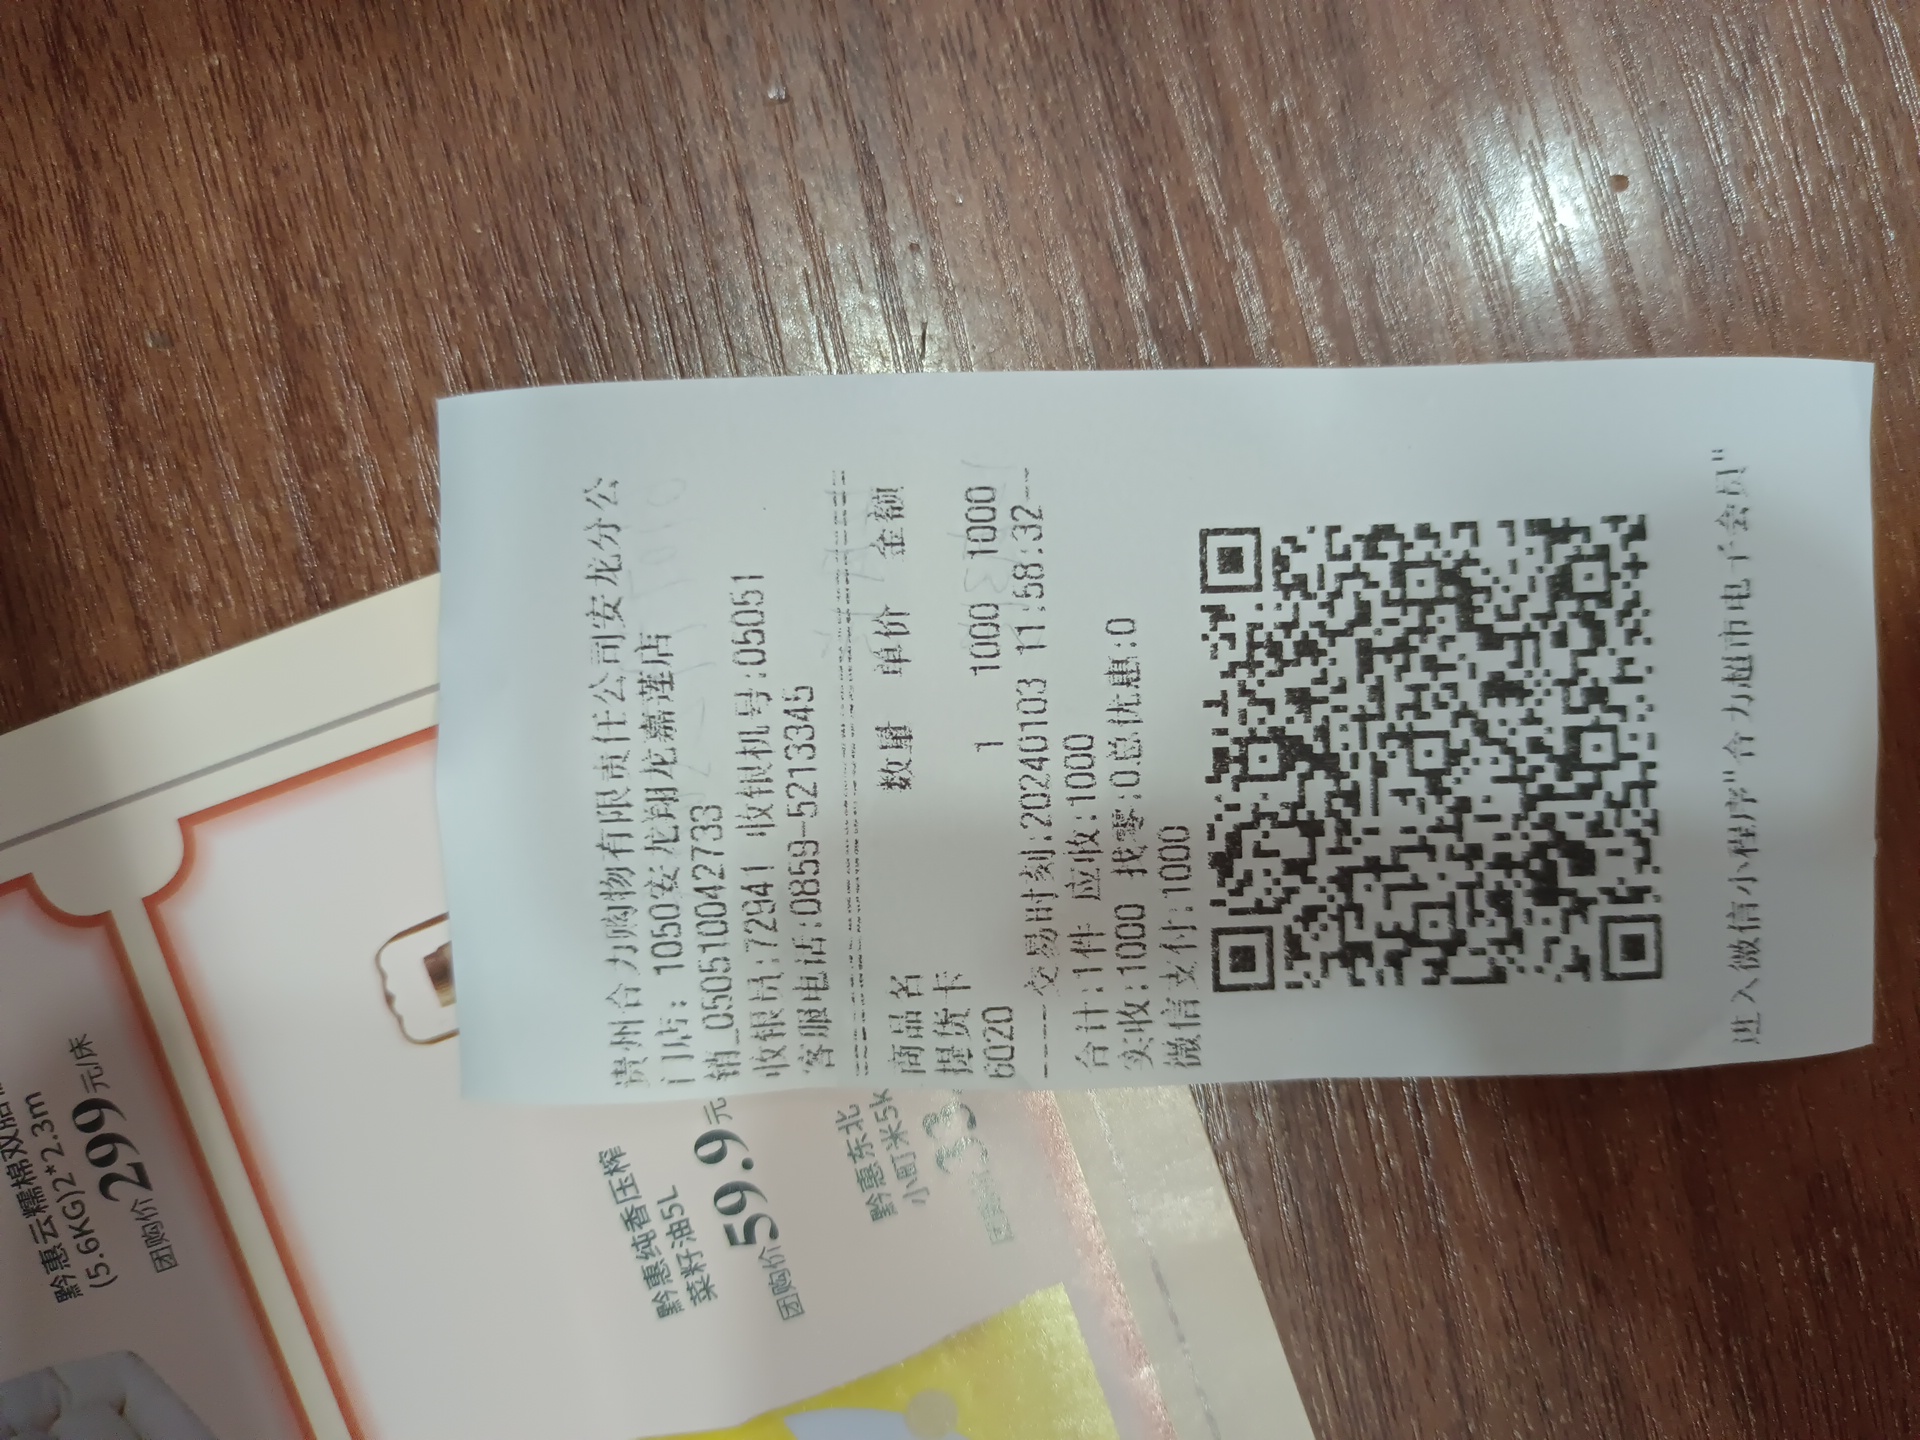 贵州合力购物有限责任公司安龙分公
门店：1050安龙翔龙嘉莲店
销_050510042733
收银员:72941 收银机号:05051
客服电话:0859-5213345
商品名 数量 单价 金额
提货卡
6020 1 1000 1000
----交易时刻:20240103 11:58:32--
合计:1件 应收:1000
实收:1000 找零:0总优惠:0
微信支付:1000
进入微信小程序"合力超市电子会员"
黔惠云糯棉双
(5.6KG)2*2.3m
团购价299元/床
黔惠纯香压榨
菜籽油5L
团购价59.9元
黔惠东北
小町米5k